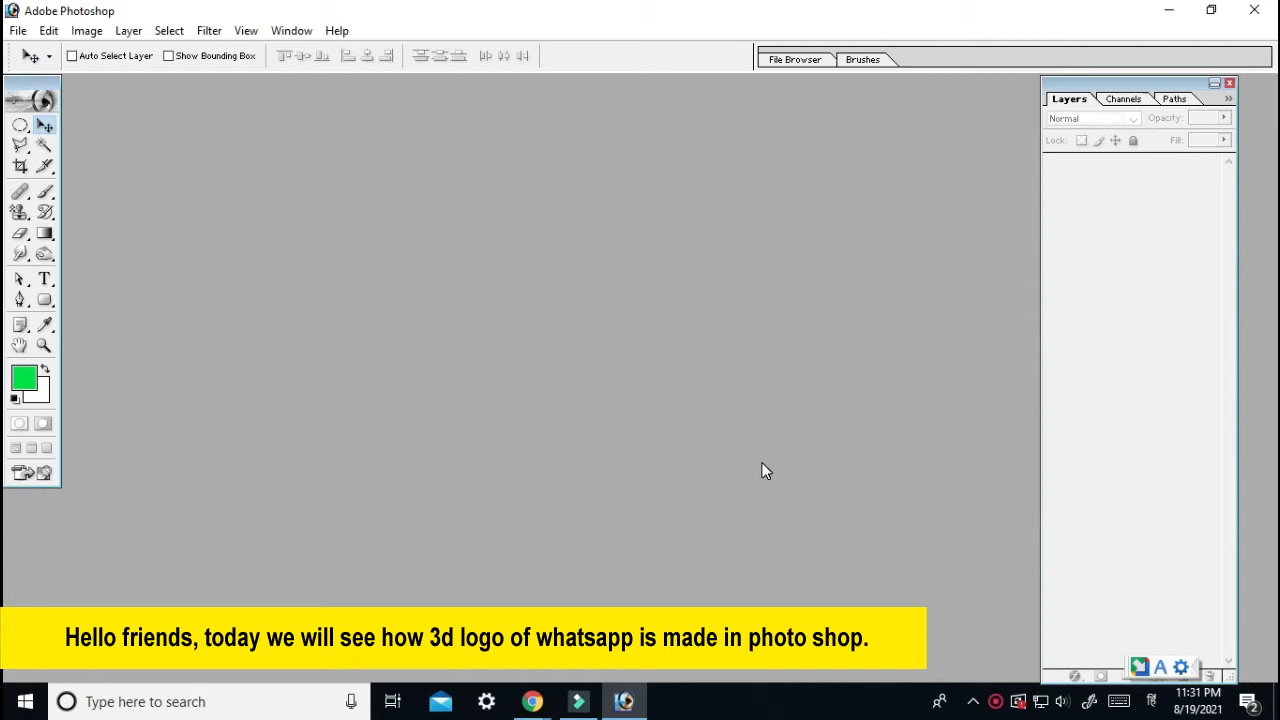 Adobe Photoshop
File Edit Image Layer Select Filter View Window Help
Auto Select Layer Show Bounding Box File Browser Brushes
Layers Channels Paths
Normal Opacity:
Lock: Fill:
T
Hello friends, today we will see how 3d logo of whatsapp is made in photo shop.
A
Type here to search
11:31 PM
8/19/2021
2